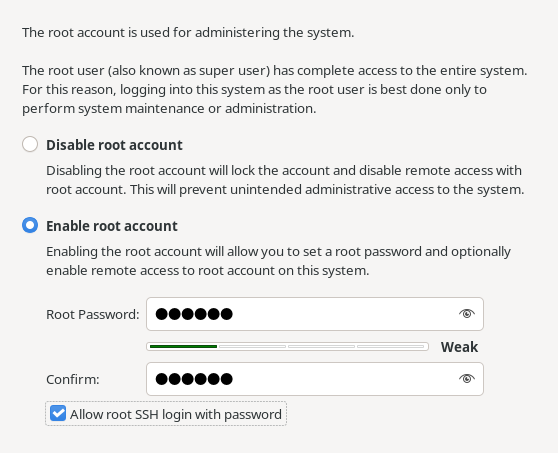 The root account is used for administering the system.
The root user (also known as super user) has complete access to the entire system.
For this reason, logging into this system as the root user is best done only to
perform system maintenance or administration.
Disable root account
Disabling the root account will lock the account and disable remote access with
root account. This will prevent unintended administrative access to the system.
Enable root account
Enabling the root account will allow you to set a root password and optionally
enable remote access to root account on this system.
Root Password: ●●●●●●
Weak
Confirm: ●●●●●●
Allow root SSH login with password